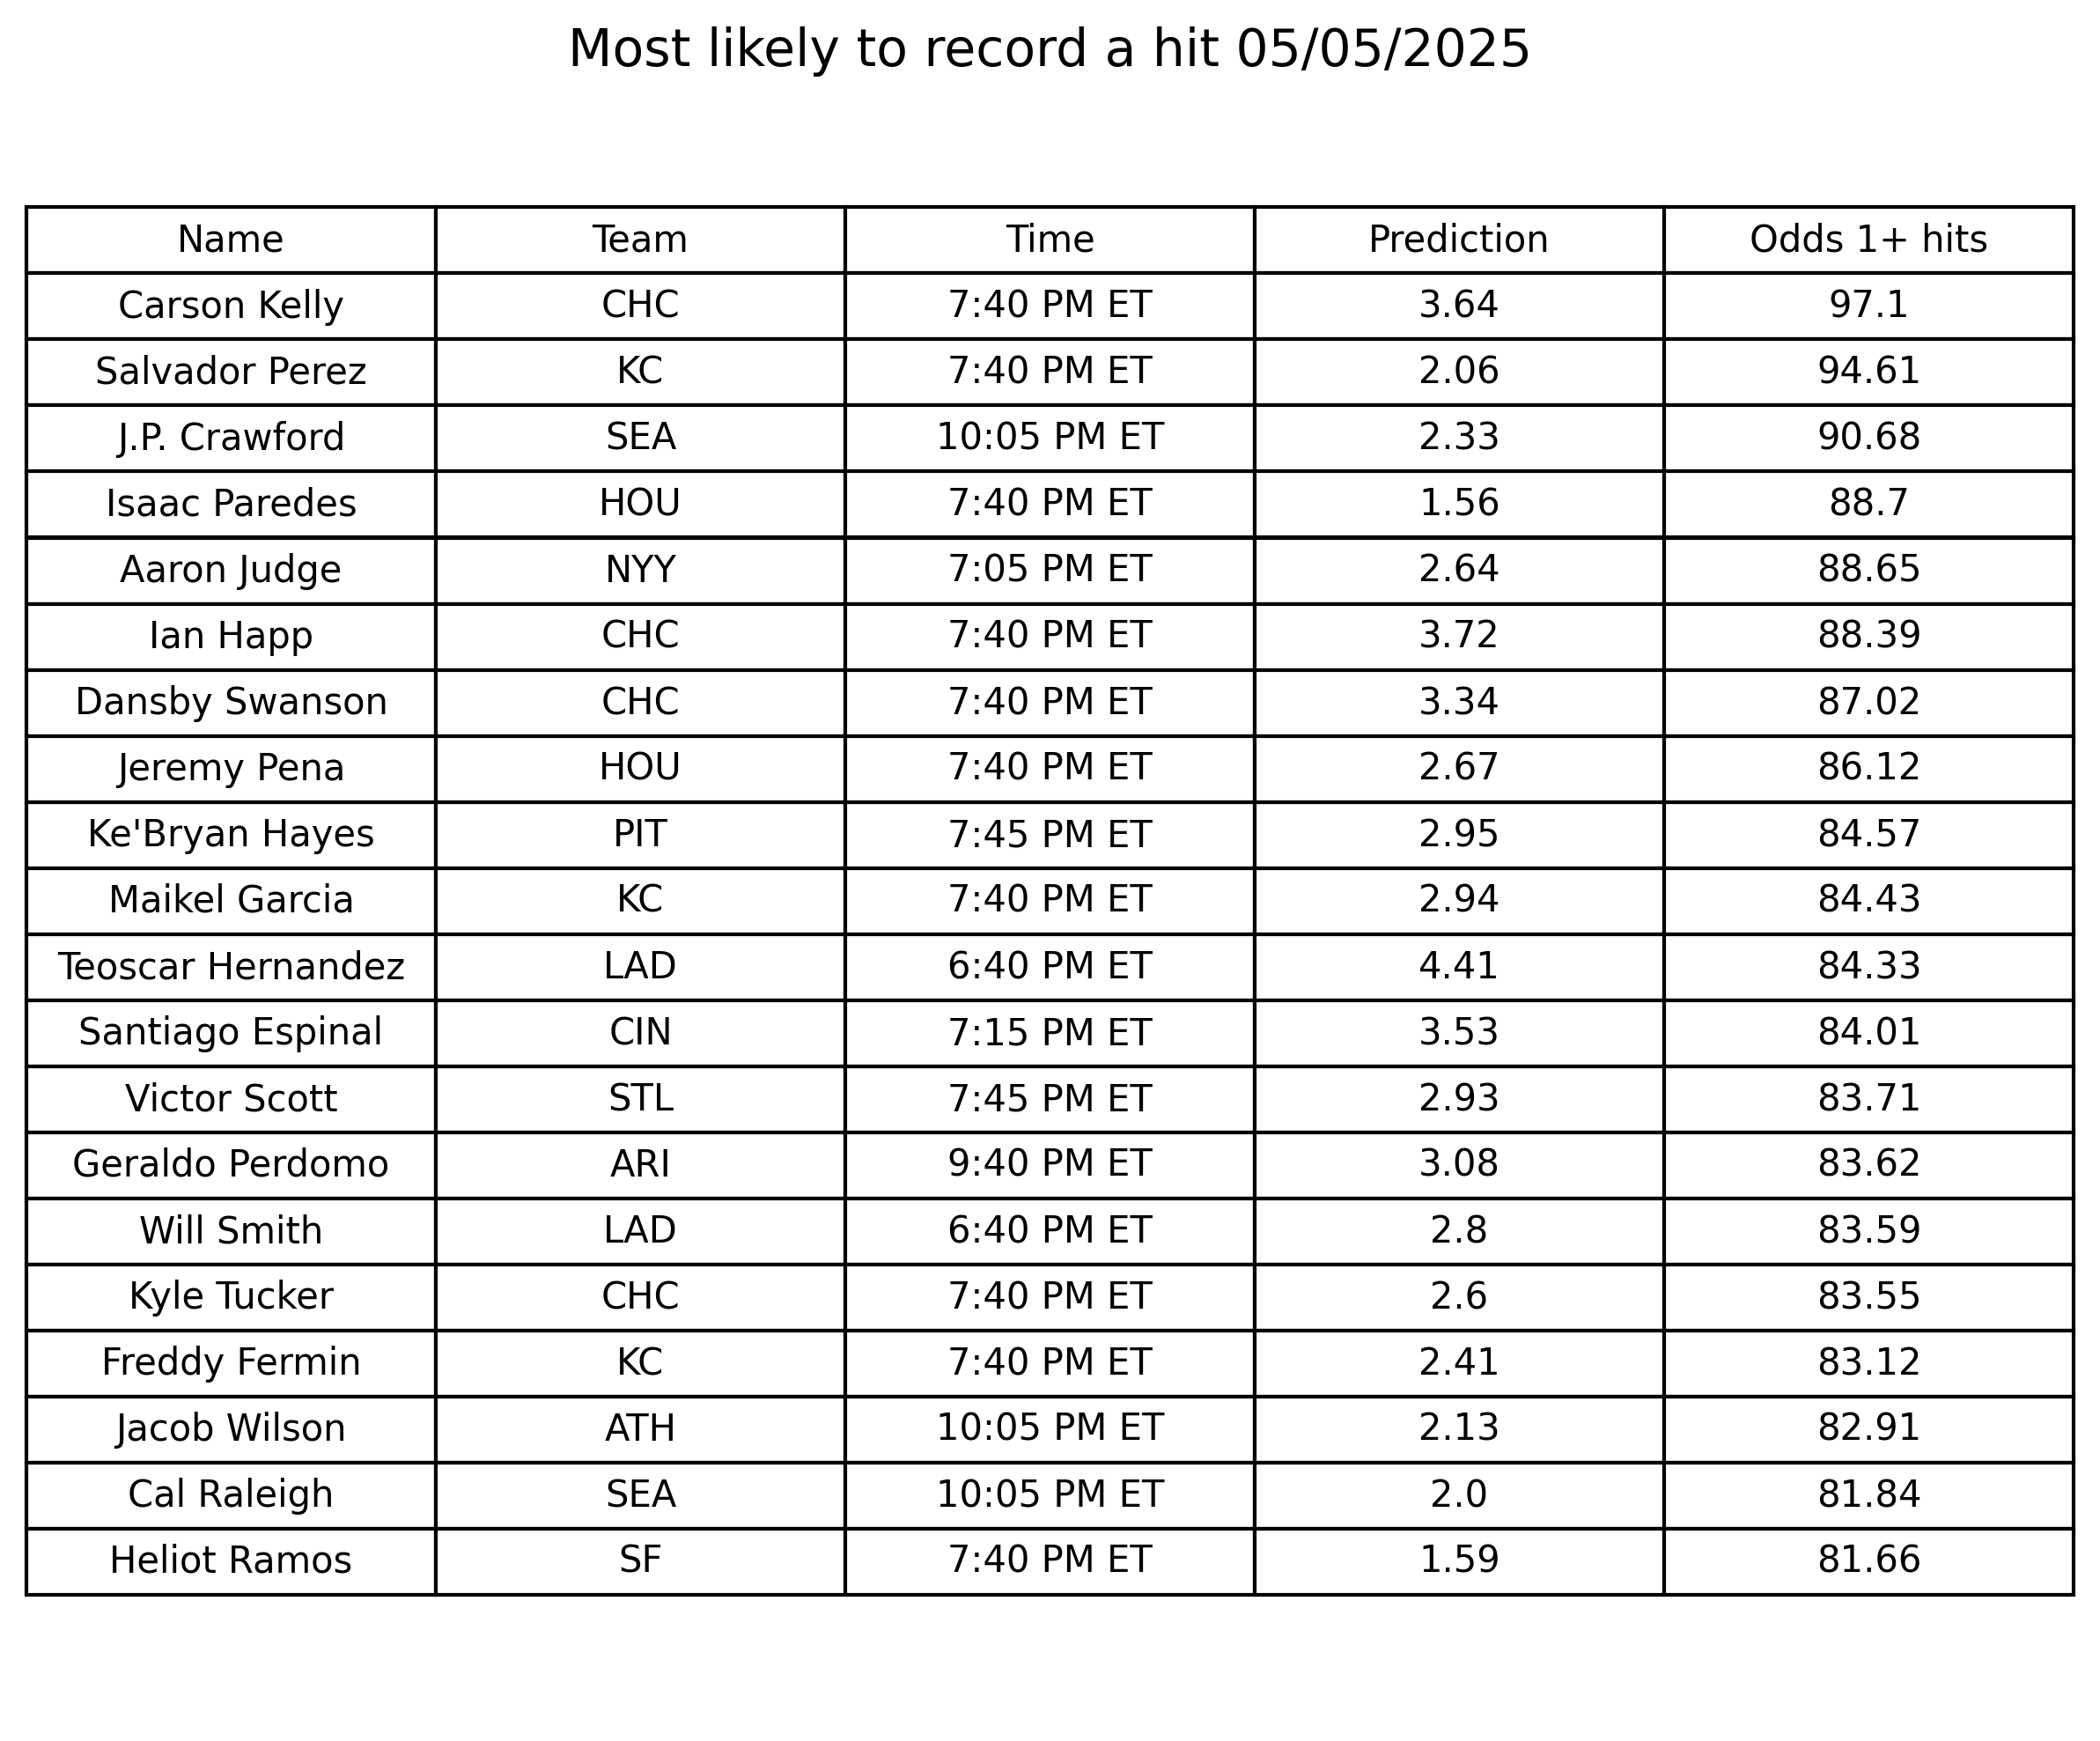 Most likely to record a hit 05/05/2025
Name Team Time Prediction Odds 1+ hits
Carson Kelly CHC 7:40 PM ET 3.64 97.1
Salvador Perez KC 7:40 PM ET 2.06 94.61
J.P. Crawford SEA 10:05 PM ET 2.33 90.68
Isaac Paredes HOU 7:40 PM ET 1.56 88.7
Aaron Judge NYY 7:05 PM ET 2.64 88.65
Ian Happ CHC 7:40 PM ET 3.72 88.39
Dansby Swanson CHC 7:40 PM ET 3.34 87.02
Jeremy Pena HOU 7:40 PM ET 2.67 86.12
Ke'Bryan Hayes PIT 7:45 PM ET 2.95 84.57
Maikel Garcia KC 7:40 PM ET 2.94 84.43
Teoscar Hernandez LAD 6:40 PM ET 4.41 84.33
Santiago Espinal CIN 7:15 PM ET 3.53 84.01
Victor Scott STL 7:45 PM ET 2.93 83.71
Geraldo Perdomo ARI 9:40 PM ET 3.08 83.62
Will Smith LAD 6:40 PM ET 2.8 83.59
Kyle Tucker CHC 7:40 PM ET 2.6 83.55
Freddy Fermin KC 7:40 PM ET 2.41 83.12
Jacob Wilson ATH 10:05 PM ET 2.13 82.91
Cal Raleigh SEA 10:05 PM ET 2.0 81.84
Heliot Ramos SF 7:40 PM ET 1.59 81.66